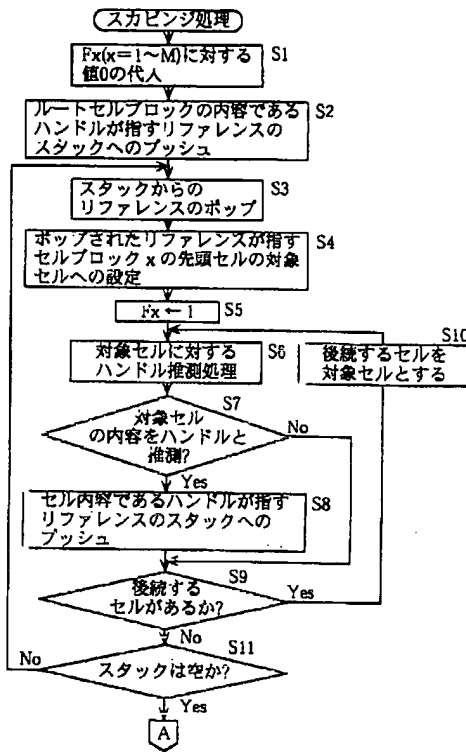 スカビンジ処理
Fx(x=1~M)に対する
値0の代人
S1
ルートセルブロックの内容である
ハンドルが指すリファレンスの
スタックへのプッシュ
S2
スタックからの
リファレンスのポップ
S3
ポップされたリファレンスが指す
セルブロックxの先頭セルの対象
セルへの設定
S4
Fx ← 1
S5
対象セルに対する
ハンドル推測処理
S6
S10
後続するセルを
対象セルとする
対象セル
の内容をハンドルと
推測?
S7
No
Yes
セル内容であるハンドルが指す
リファレンスのスタックへの
プッシュ
S8
後続する
セルがあるか?
S9
Yes
No
スタックは空か?
S11
No
Yes
A